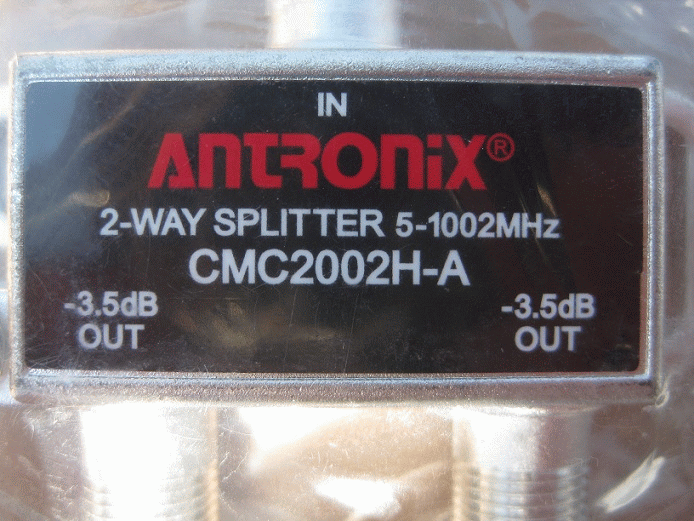 IN
ANTRONIX®
2-WAY SPLITTER 5-1002MHz
CMC2002H-A
-3.5dB -3.5dB
OUT OUT